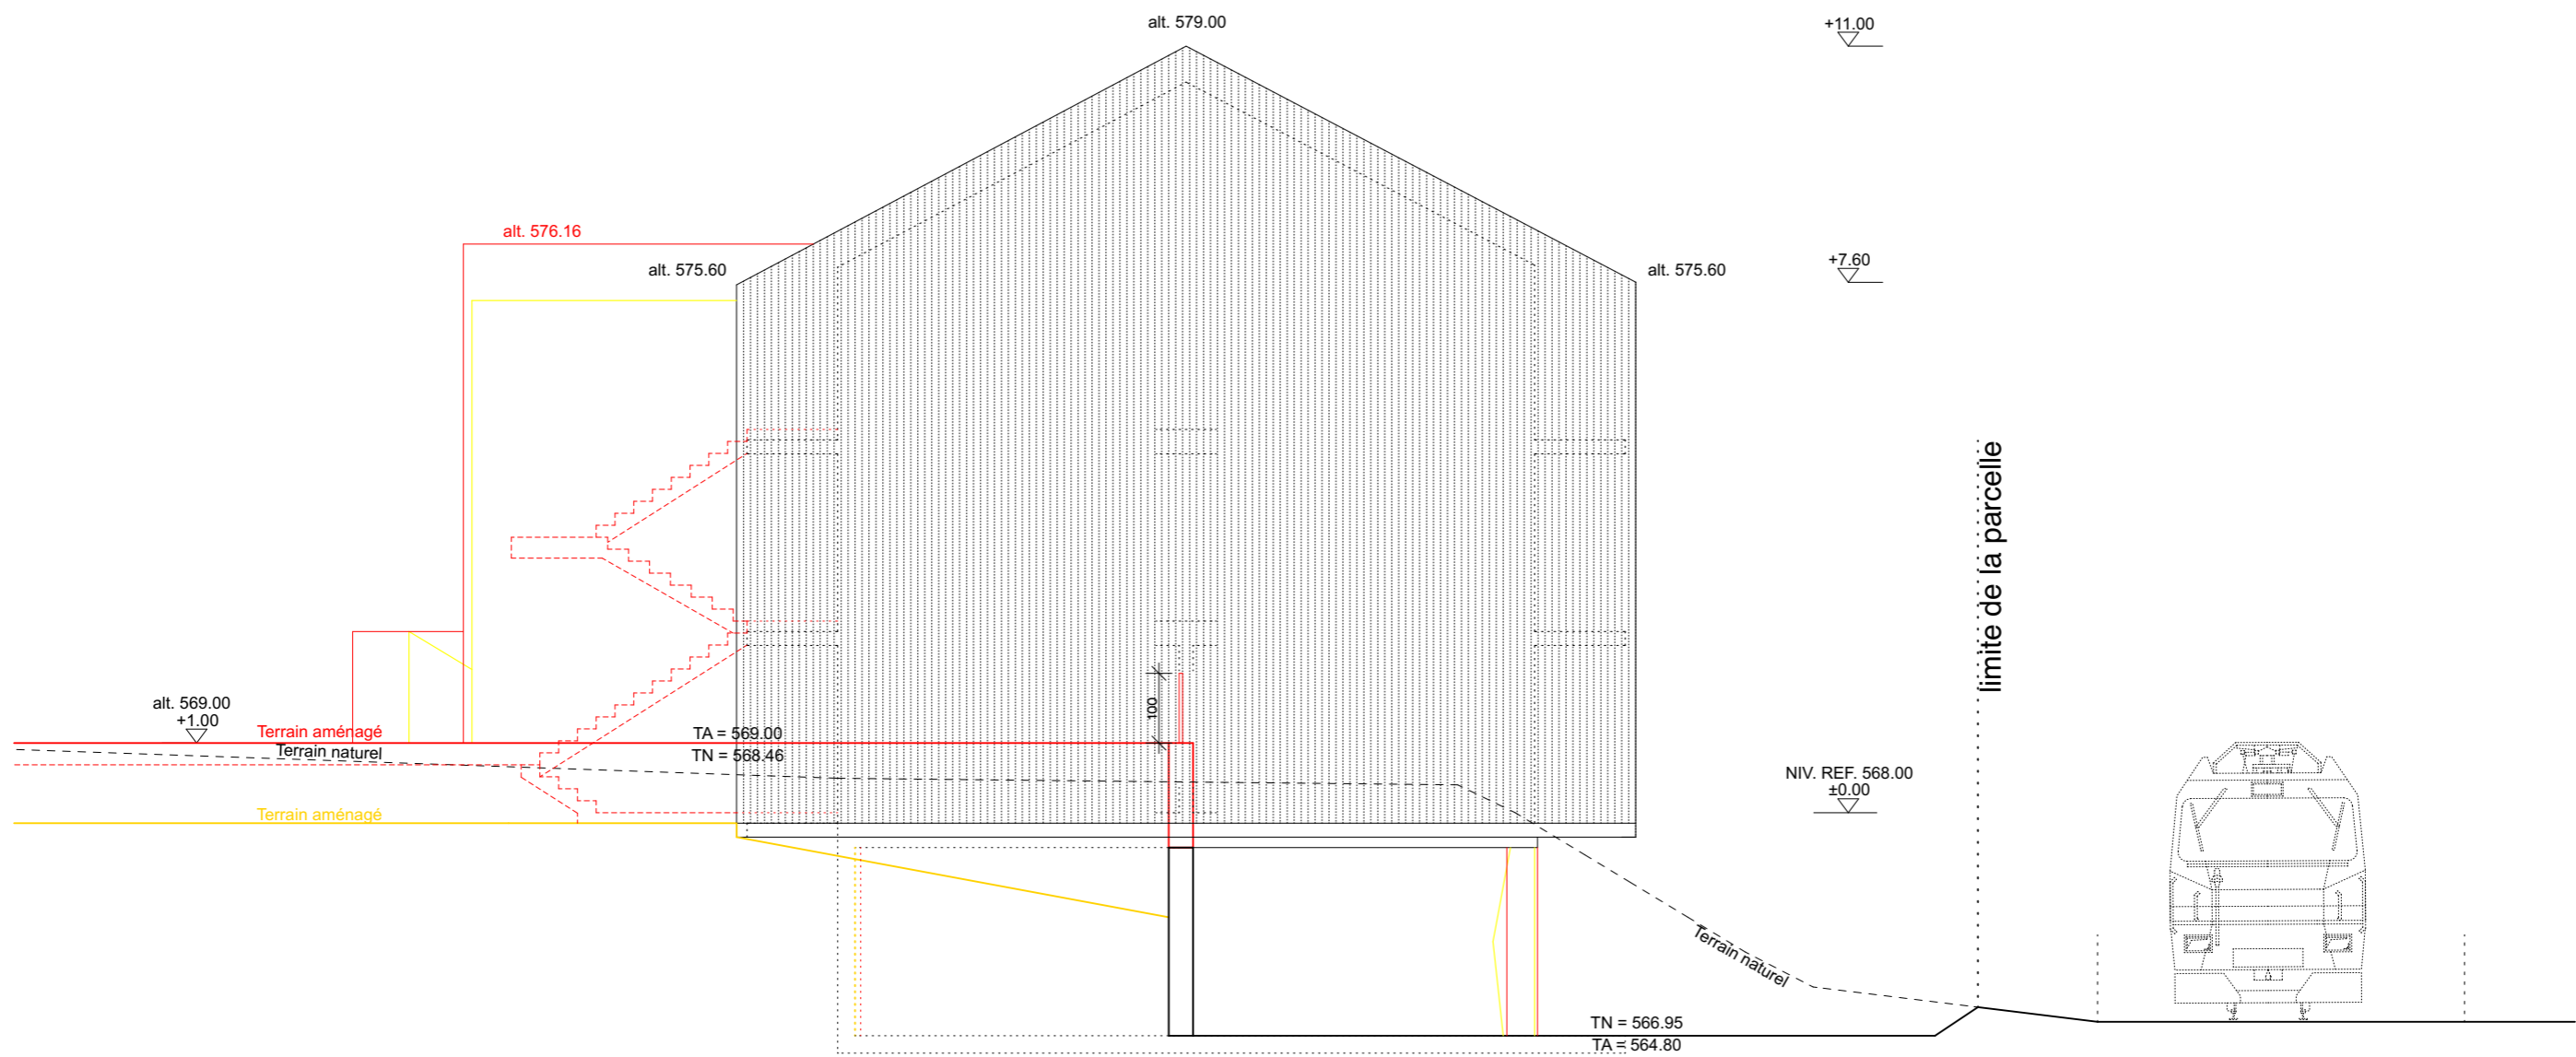 alt. 579.00
+11.00
alt. 576.16
alt. 575.60
alt. 575.60
+7.60
limite de la parcelle
100
alt. 569.00
+1.00
Terrain aménagé
Terrain naturel
TA = 569.00
TN = 568.46
NIV. REF. 568.00
±0.00
Terrain aménagé
Terrain naturel
TN = 566.95
TA = 564.80